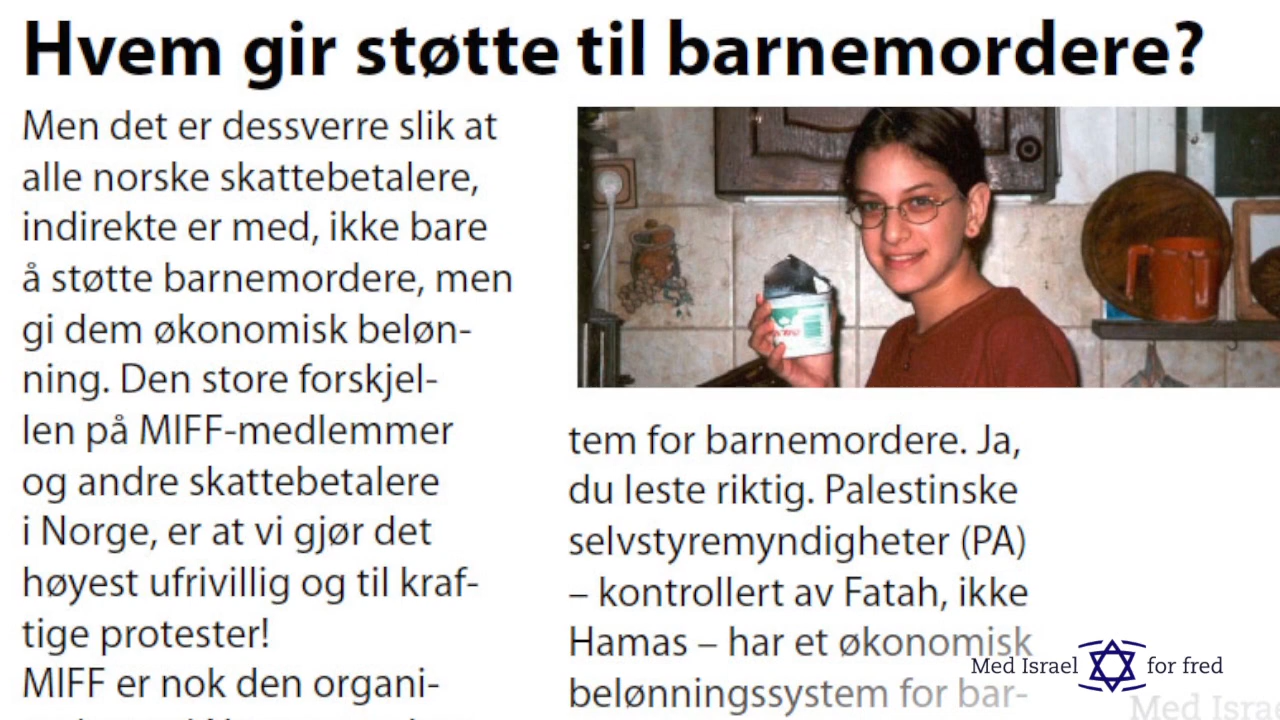 Hvem gir støtte til barnemordere?
Men det er dessverre slik at
alle norske skattebetalere,
indirekte er med, ikke bare
å støtte barnemordere, men
gi dem økonomisk beløn-
ning. Den store forskjel-
len på MIFF-medlemmer
og andre skattebetalere
i Norge, er at vi gjør det
høyest ufrivillig og til kraf-
tige protester!
MIFF er nok den organi-
tem for barnemordere. Ja,
du leste riktig. Palestinske
selvstyremyndigheter (PA)
– kontrollert av Fatah, ikke
Hamas – har et økonomisk
belønningssystem for bar-
Med Israel for fred
Med Israe